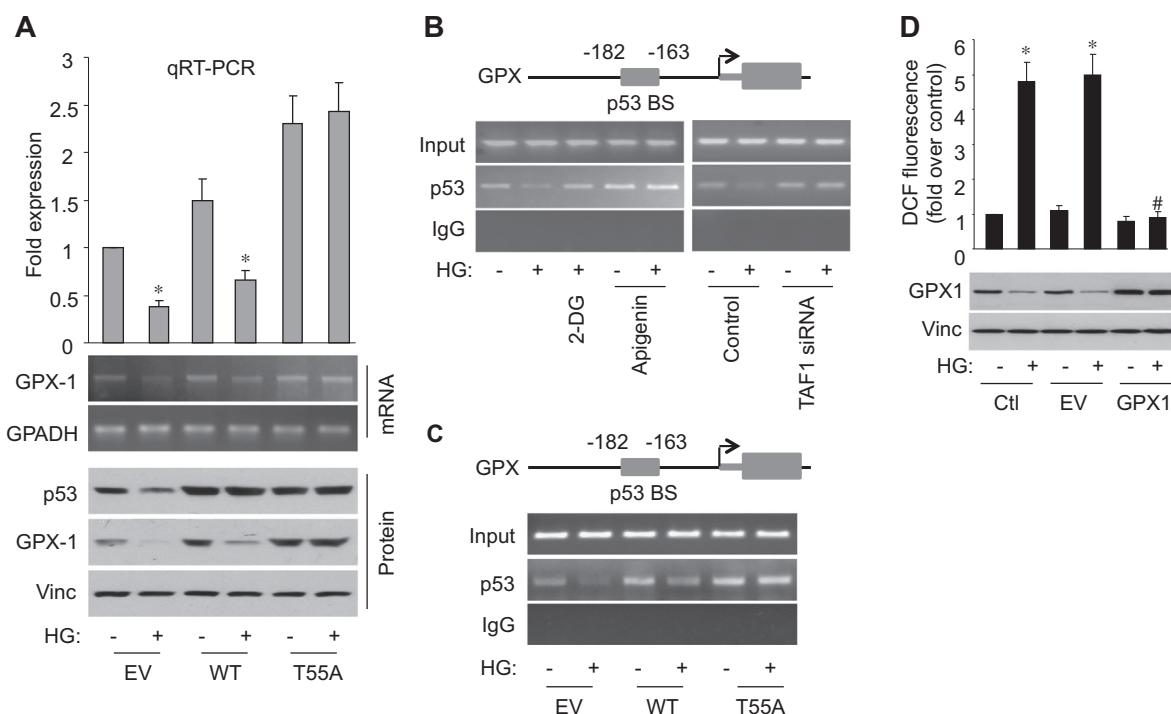 A
qRT-PCR
Fold expression
3
2.5
2
1.5
1
0.5
0
*
*
GPX-1
GPADH
mRNA
p53
GPX-1
Vinc
Protein
HG: - + - + - +
EV WT T55A
B
-182 -163
GPX
p53 BS
Input
p53
IgG
HG: - + + - + - + - +
2-DG
Apigenin
Control
TAF1 siRNA
C
-182 -163
GPX
p53 BS
Input
p53
IgG
HG: - + - + - +
EV WT T55A
D
DCF fluorescence
(fold over control)
6
5
4
3
2
1
0
* *
#
GPX1
Vinc
HG: - + - + - +
Ctl EV GPX1